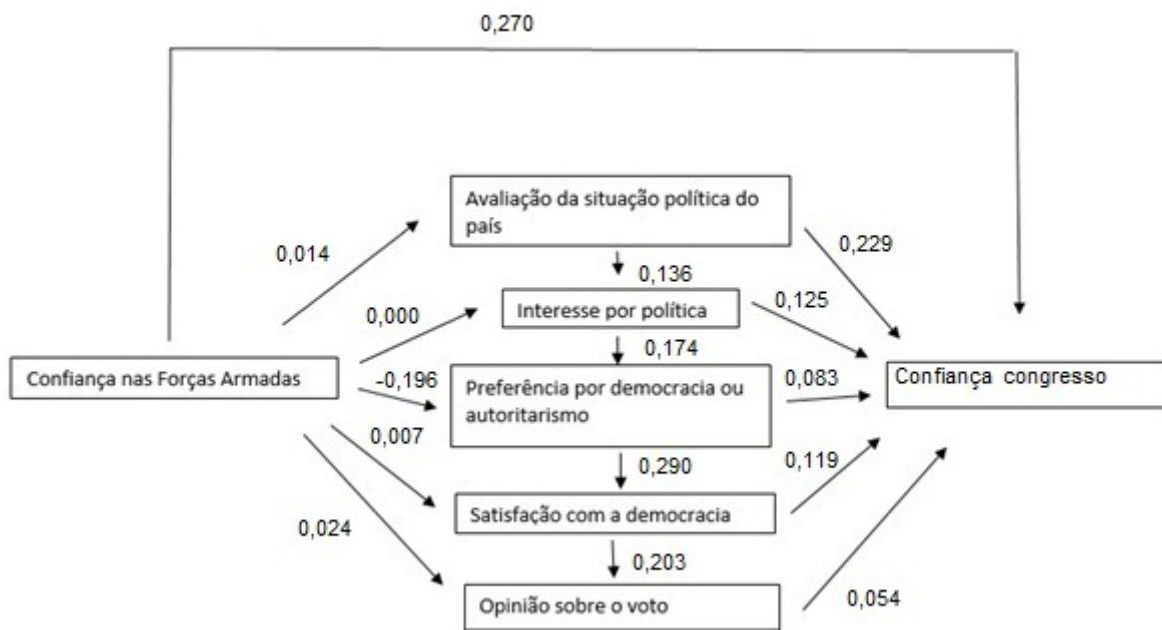 0,270
Avaliação da situação política do
país
0,014
0,229
0,136
Interesse por política
0,125
0,000
0,174
Confiança nas Forças Armadas
-0,196
Preferência por democracia ou
autoritarismo
0,083
Confiança congresso
0,007
0,290
0,119
Satisfação com a democracia
0,024
0,203
Opinião sobre o voto
0,054